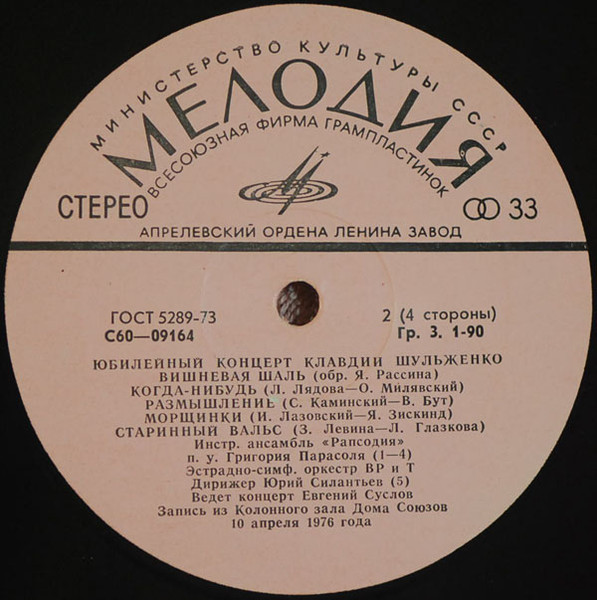 МИНИСТЕРСТВО КУЛЬТУРЫ СССР
МЕЛОДИЯ
ВСЕСОЮЗНАЯ ФИРМА ГРАМПЛАСТИНОК
СТЕРЕО
33
АПРЕЛЕВСКИЙ ОРДЕНА ЛЕНИНА ЗАВОД
ГОСТ 5289-73
2 (4 стороны)
С60—09164
Гр. 3. 1-90
ЮБИЛЕЙНЫЙ КОНЦЕРТ КЛАВДИИ ШУЛЬЖЕНКО
ВИШНЕВАЯ ШАЛЬ (обр. Я. Рассина)
КОГДА-НИБУДЬ (Л. Лядова—О. Милявский)
РАЗМЫШЛЕНИЕ (С. Каминский—В. Бут)
МОРЩИНКИ (И. Лазовский—Я. Зискинд)
СТАРИННЫЙ ВАЛЬС (З. Левина—Л. Глазкова)
Инстр. ансамбль «Рапсодия»
п. у. Григория Парасоля (1—4)
Эстрадно-симф. оркестр ВР и Т
Дирижер Юрий Силантьев (5)
Ведет концерт Евгений Суслов
Запись из Колонного зала Дома Союзов
10 апреля 1976 года